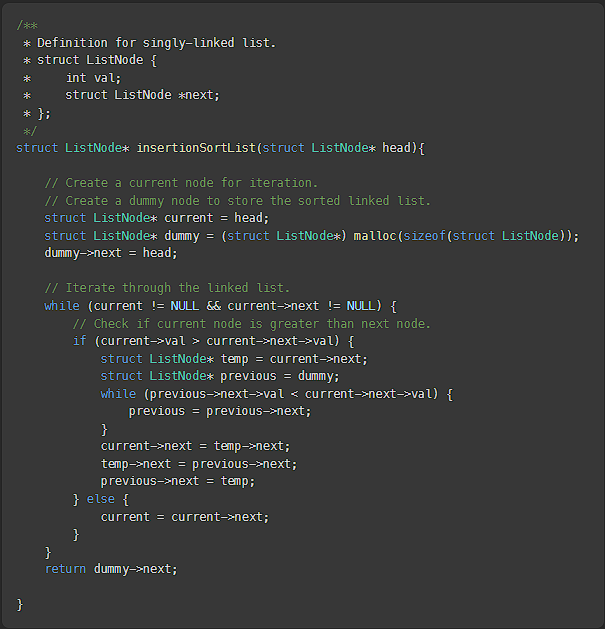 /**
 * Definition for singly-linked list.
 * struct ListNode {
 *     int val;
 *     struct ListNode *next;
 * };
 */
struct ListNode* insertionSortList(struct ListNode* head){
    // Create a current node for iteration.
    // Create a dummy node to store the sorted linked list.
    struct ListNode* current = head;
    struct ListNode* dummy = (struct ListNode*) malloc(sizeof(struct ListNode));
    dummy->next = head;
    // Iterate through the linked list.
    while (current != NULL && current->next != NULL) {
        // Check if current node is greater than next node.
        if (current->val > current->next->val) {
            struct ListNode* temp = current->next;
            struct ListNode* previous = dummy;
            while (previous->next->val < current->next->val) {
                previous = previous->next;
            }
            current->next = temp->next;
            temp->next = previous->next;
            previous->next = temp;
        } else {
            current = current->next;
        }
    }
    return dummy->next;
}